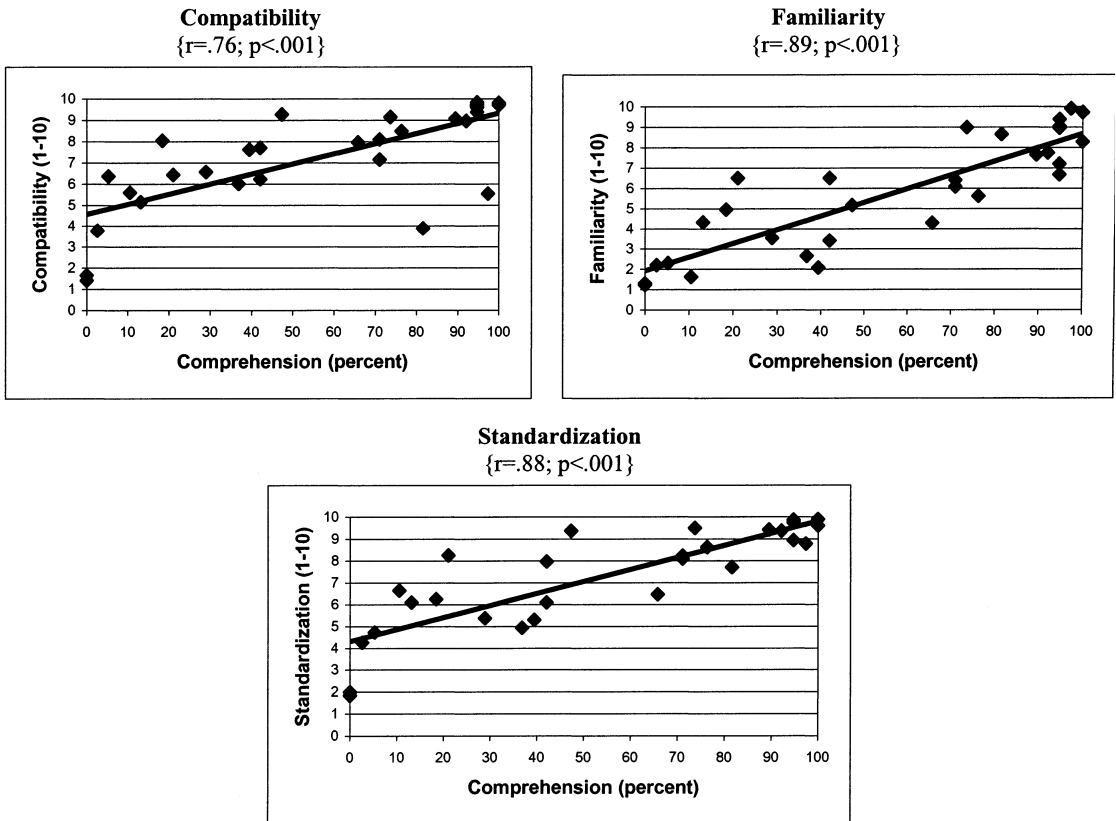 Compatibility
{r=.76; p<.001}
10
9
8
7
6
5
4
3
2
1
0
Compatibility (1-10)
0 10 20 30 40 50 60 70 80 90 100
Comprehension (percent)
Familiarity
{r=.89; p<.001}
10
9
8
7
6
5
4
3
2
1
0
Familiarity (1-10)
0 10 20 30 40 50 60 70 80 90 100
Comprehension (percent)
Standardization
{r=.88; p<.001}
10
9
8
7
6
5
4
3
2
1
0
Standardization (1-10)
0 10 20 30 40 50 60 70 80 90 100
Comprehension (percent)